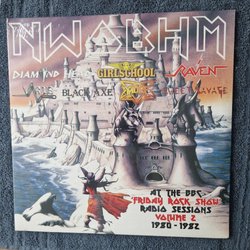 NWOBHM
DIAMOND HEAD GIRLSCHOOL RAVEN
BLACK AXE SAVAGE
AT THE BBC
"FRIDAY ROCK SHOW"
RADIO SESSIONS
VOLUME 2
1980 - 1982